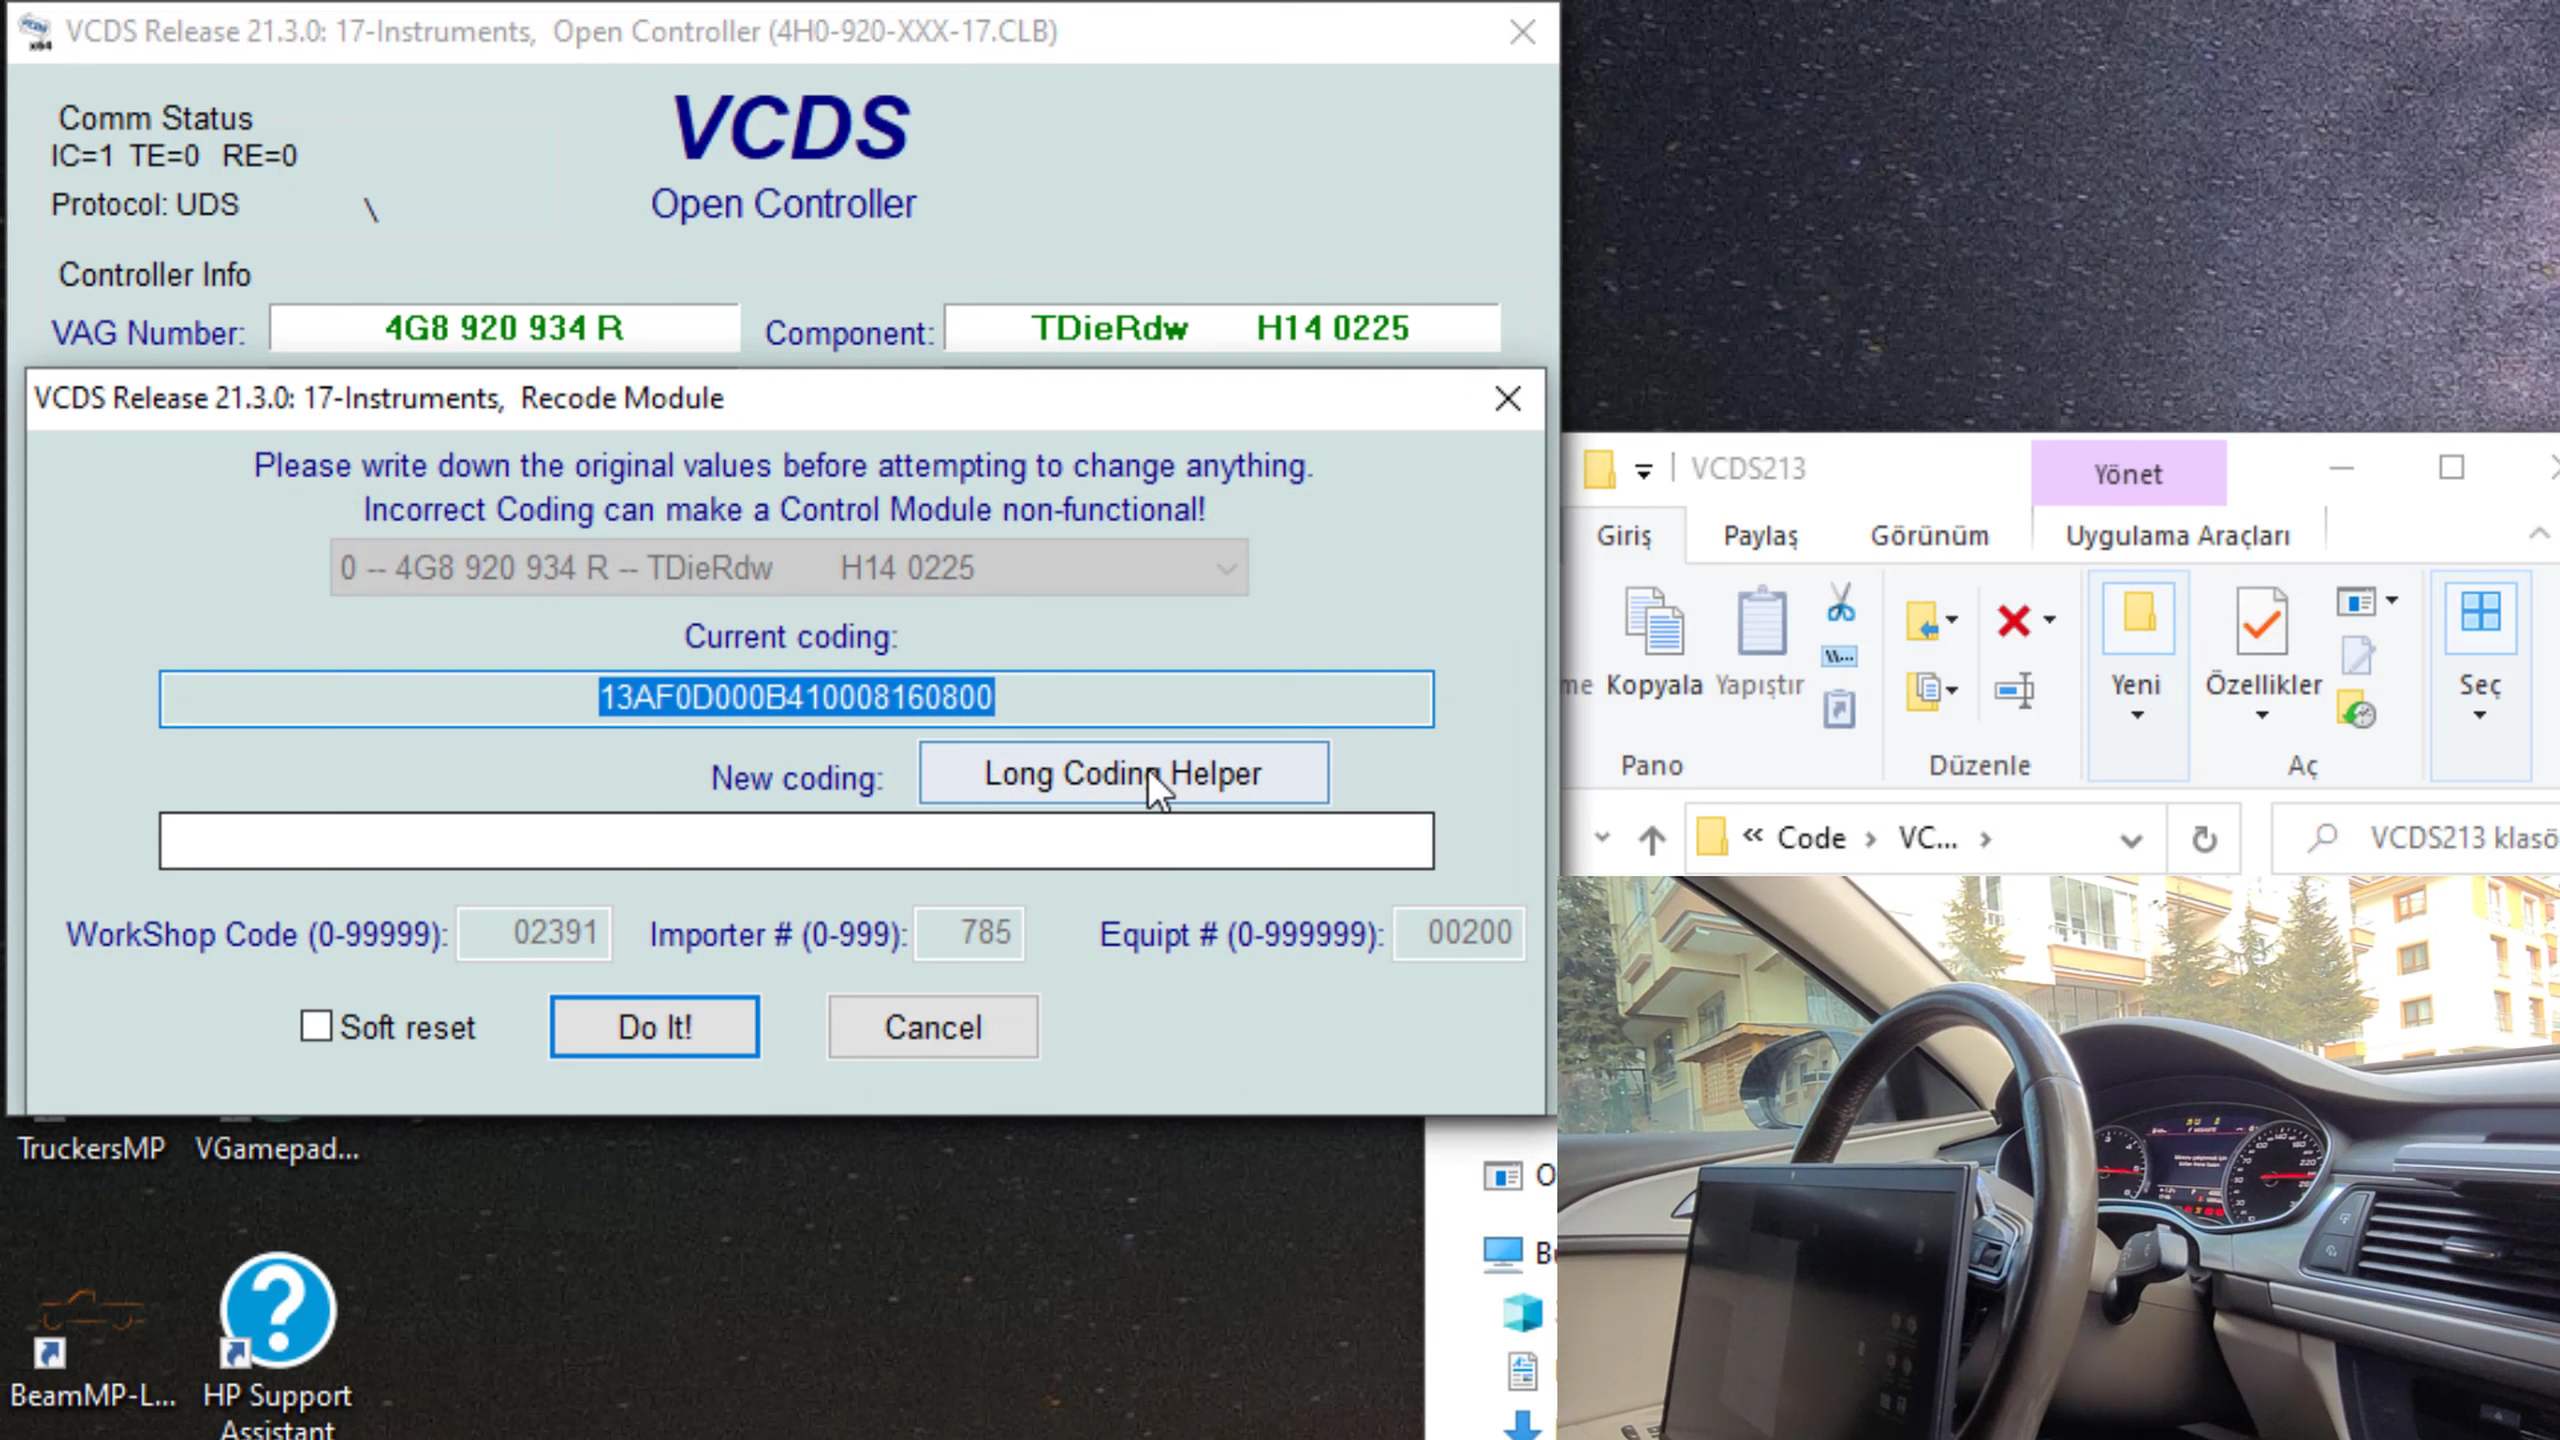 VCDS Release 21.3.0: 17-Instruments,  Open Controller (4H0-920-XXX-17.CLB)
Comm Status
IC=1  TE=0   RE=0
Protocol: UDS
\
VCDS
Open Controller
Controller Info
VAG Number: 4G8 920 934 R Component: TDieRdw H14 0225
VCDS Release 21.3.0: 17-Instruments,  Recode Module
Please write down the original values before attempting to change anything.
Incorrect Coding can make a Control Module non-functional!
0 -- 4G8 920 934 R -- TDieRdw H14 0225
Current coding:
13AF0D000B410008160800
New coding: Long Coding Helper
WorkShop Code (0-99999): 02391 Importer # (0-999): 785 Equipt # (0-999999): 00200
Soft reset Do It! Cancel
VCDS213 Yönet
Giriş Paylaş Görünüm Uygulama Araçları
Kopyala Yapıştır Yeni Özellikler Seç
Pano Düzenle Aç
« Code › VC... ›
VCDS213 klasö
TruckersMP VGamepad...
BeamMP-L... HP Support
Assistant